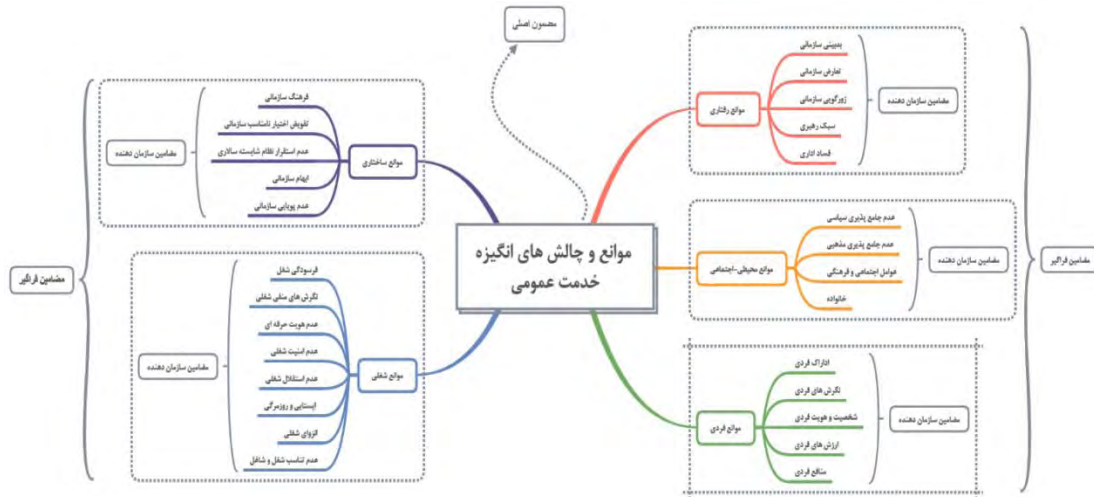 مضمون اصلی
موانع و چالش های انگیزه
خدمت عمومی
مضامین فراگیر
موانع رفتاری
بدبینی سازمانی
تعارض سازمانی
زورگویی سازمانی
سبک رهبری
فساد اداری
مضامین سازمان دهنده
موانع محیطی-اجتماعی
عدم جامع پذیری سیاسی
عدم جامع پذیری مذهبی
عوامل اجتماعی و فرهنگی
خانواده
مضامین سازمان دهنده
موانع فردی
ادراک فردی
نگرش های فردی
شخصیت و هویت فردی
ارزش های فردی
منافع فردی
مضامین سازمان دهنده
موانع ساختاری
فرهنگ سازمانی
تفویض اختیار نامتناسب سازمانی
عدم استقرار نظام شایسته سالاری
ابهام سازمانی
عدم پویایی سازمانی
مضامین سازمان دهنده
موانع شغلی
فرسودگی شغل
نگرش های منفی شغلی
عدم هویت حرفه ای
عدم امنیت شغلی
عدم استقلال شغلی
ایستایی و روزمرگی
انزوای شغلی
عدم تناسب شغل و شاغل
مضامین سازمان دهنده
مضامین فراگیر